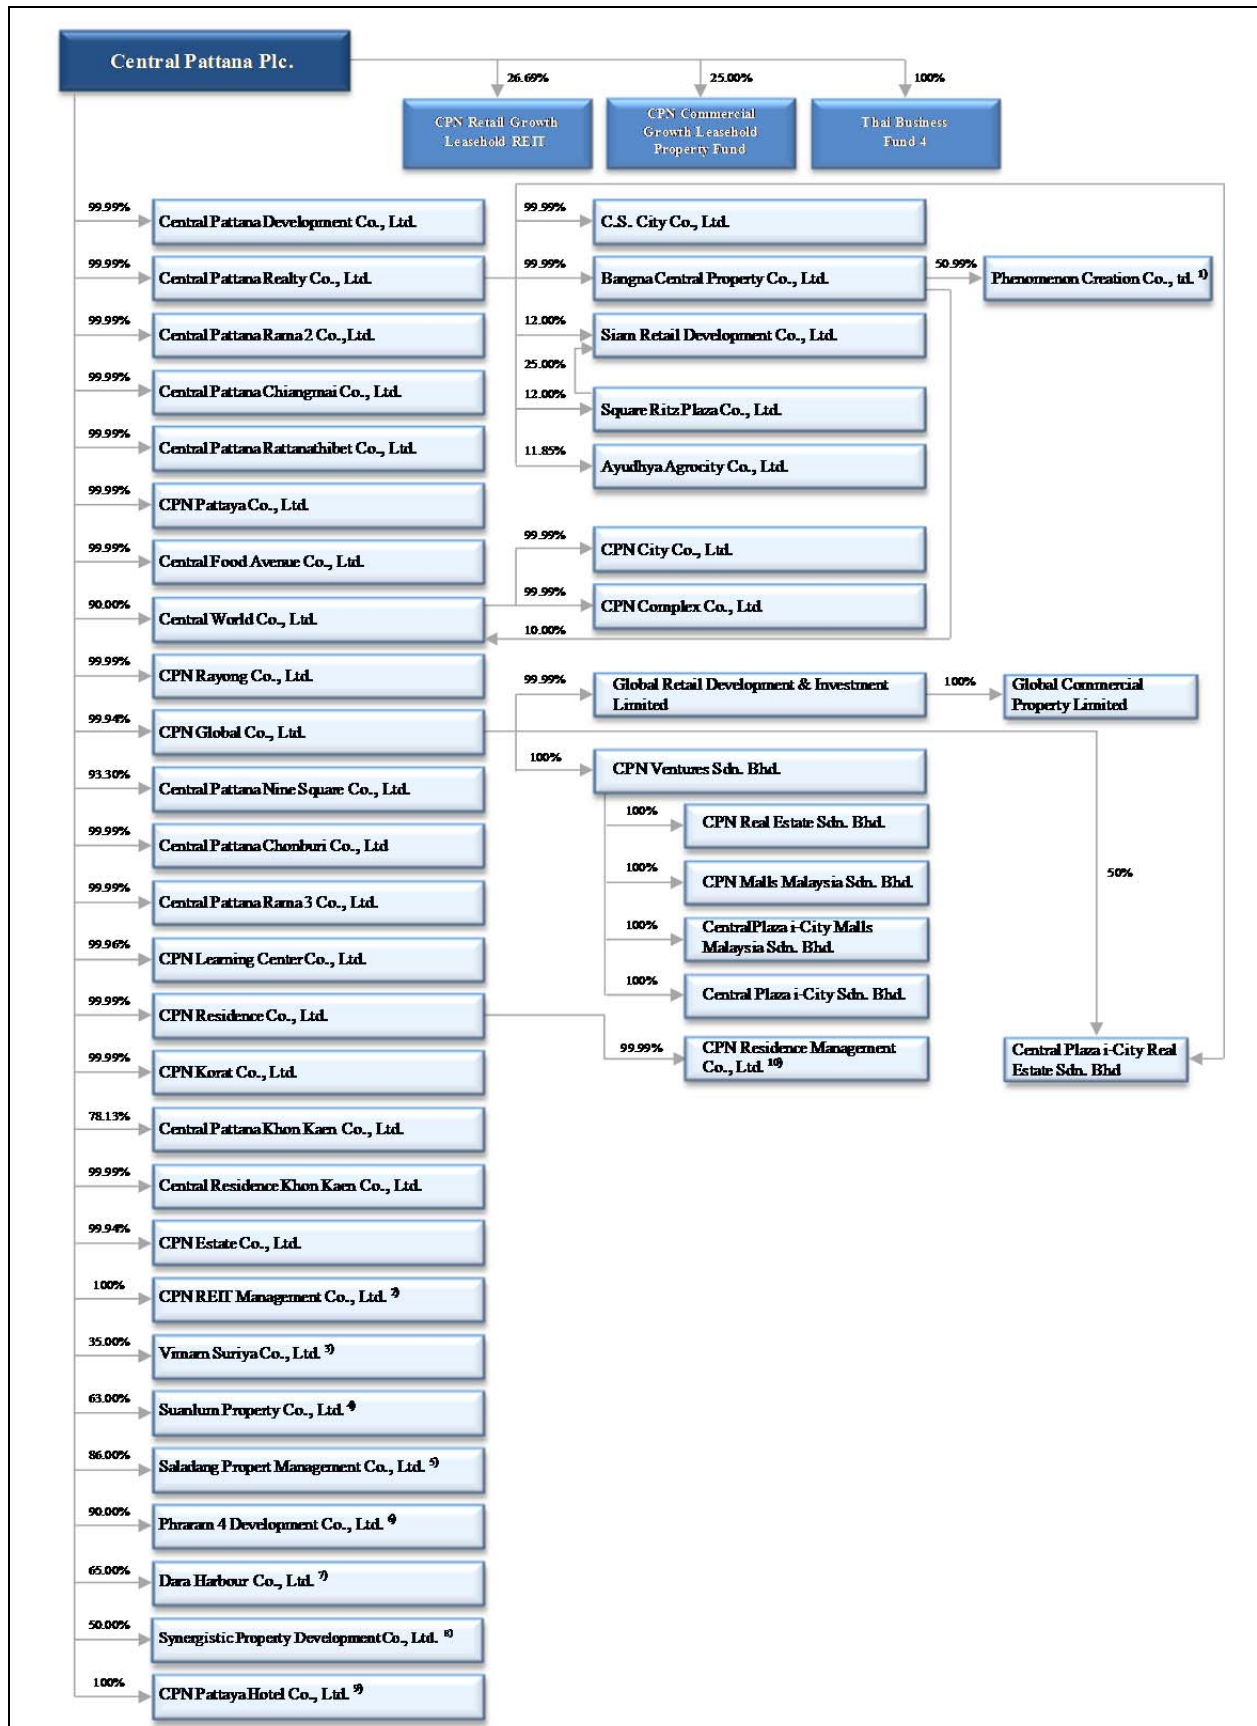 Central Pattana Plc.
26.69%
25.00%
100%
CPN Retail Growth
Leasehold REIT
CPN Commercial
Growth Leasehold
Property Fund
Thai Business
Fund 4
99.99%
Central Pattana Development Co., Ltd.
99.99%
C.S. City Co., Ltd.
99.99%
Central Pattana Realty Co., Ltd.
99.99%
Bangna Central Property Co., Ltd.
50.99%
Phenomenon Creation Co., td. 1)
99.99%
Central Pattana Rama 2 Co.,Ltd.
12.00%
Siam Retail Development Co., Ltd.
25.00%
99.99%
Central Pattana Chiangmai Co., Ltd.
12.00%
Square Ritz Plaza Co., Ltd.
99.99%
Central Pattana Rattanathibet Co., Ltd.
11.85%
Ayudhya Agrocity Co., Ltd.
99.99%
CPN Pattaya Co., Ltd.
99.99%
Central Food Avenue Co., Ltd.
99.99%
CPN City Co., Ltd.
90.00%
Central World Co., Ltd.
99.99%
CPN Complex Co., Ltd.
10.00%
99.99%
CPN Rayong Co., Ltd.
99.99%
Global Retail Development & Investment
Limited
100%
Global Commercial
Property Limited
99.94%
CPN Global Co., Ltd.
100%
CPN Ventures Sdn. Bhd.
93.30%
Central Pattana Nine Square Co., Ltd.
100%
CPN Real Estate Sdn. Bhd.
99.99%
Central Pattana Chonburi Co., Ltd
100%
CPN Malls Malaysia Sdn. Bhd.
50%
99.99%
Central Pattana Rama 3 Co., Ltd.
100%
CentralPlaza i-City Malls
Malaysia Sdn. Bhd.
99.96%
CPN Learning Center Co., Ltd.
100%
Central Plaza i-City Sdn. Bhd.
99.99%
CPN Residence Co., Ltd.
99.99%
CPN Residence Management
Co., Ltd. 10)
Central Plaza i-City Real
Estate Sdn. Bhd
99.99%
CPN Korat Co., Ltd.
78.13%
Central Pattana Khon Kaen Co., Ltd.
99.99%
Central Residence Khon Kaen Co., Ltd.
99.94%
CPN Estate Co., Ltd.
100%
CPN REIT Management Co., Ltd. 2)
35.00%
Vimarn Suriya Co., Ltd. 3)
63.00%
Suanlum Property Co., Ltd. 4)
86.00%
Saladang Propert Management Co., Ltd. 5)
90.00%
Phraram 4 Development Co., Ltd. 6)
65.00%
Dara Harbour Co., Ltd. 7)
50.00%
Synergistic Property Development Co., Ltd. 8)
100%
CPN Pattaya Hotel Co., Ltd. 9)